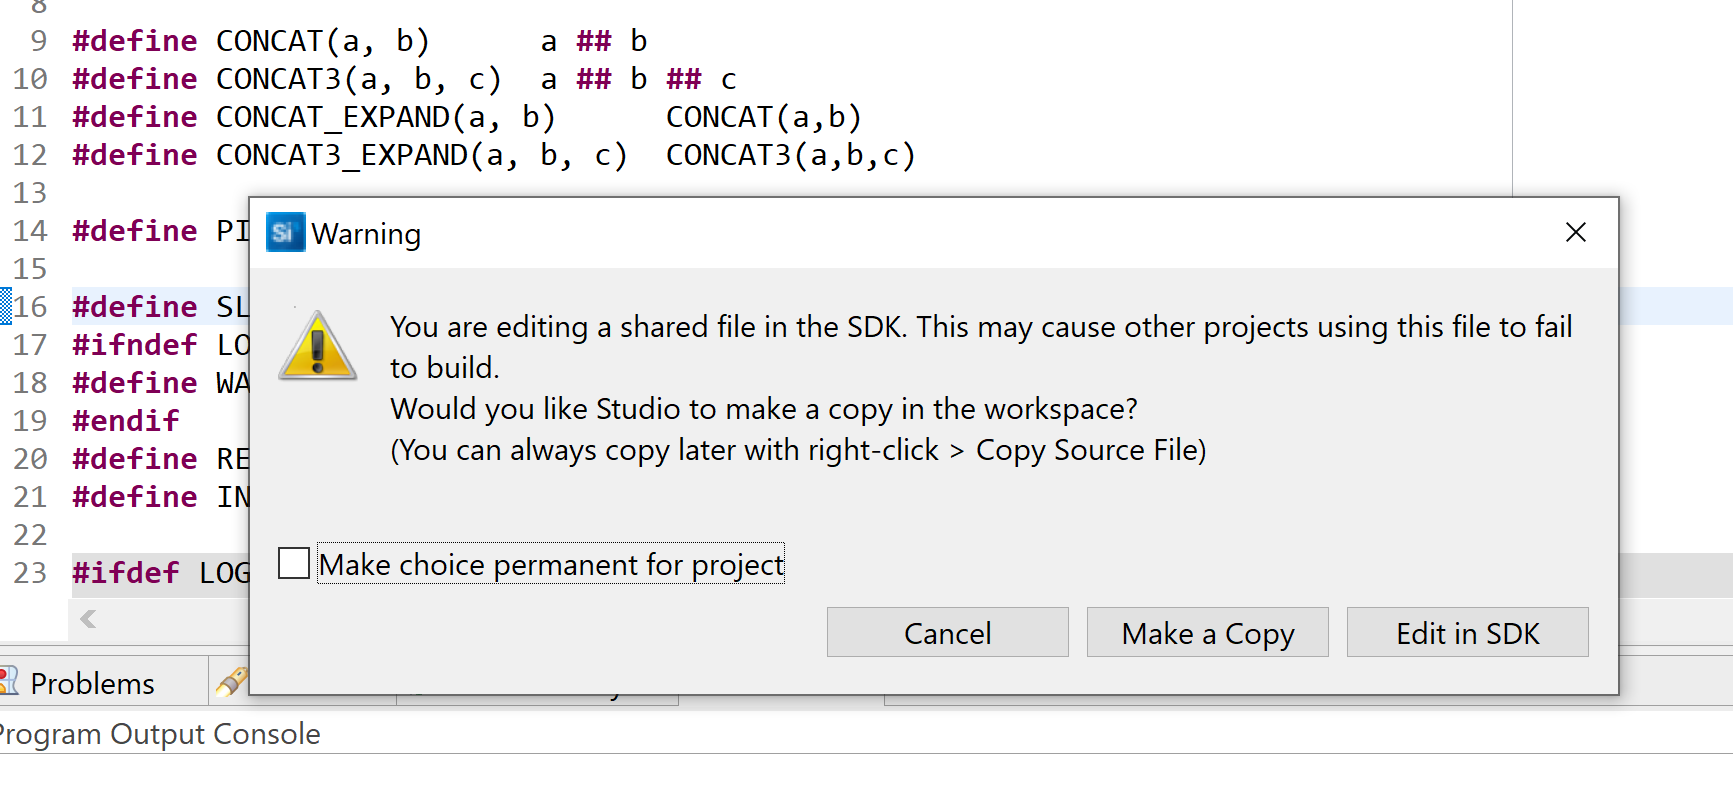 8
9 #define CONCAT(a, b) a ## b
10 #define CONCAT3(a, b, c) a ## b ## c
11 #define CONCAT_EXPAND(a, b) CONCAT(a,b)
12 #define CONCAT3_EXPAND(a, b, c) CONCAT3(a,b,c)
13
14 #define PI
15
16 #define SL
17 #ifndef LO
18 #define WA
19 #endif
20 #define RE
21 #define IN
22
23 #ifdef LOG
Si Warning
You are editing a shared file in the SDK. This may cause other projects using this file to fail
to build.
Would you like Studio to make a copy in the workspace?
(You can always copy later with right-click > Copy Source File)
Make choice permanent for project
Cancel Make a Copy Edit in SDK
Problems
Program Output Console